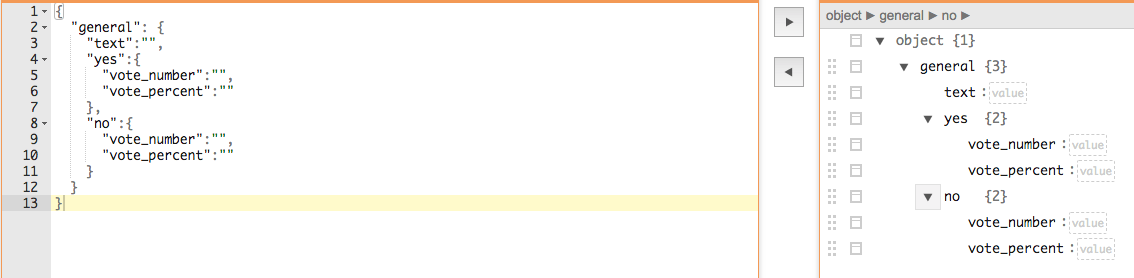 1 {
2 "general": {
3 "text":"",
4 "yes":{
5 "vote_number":"",
6 "vote_percent":""
7 },
8 "no":{
9 "vote_number":"",
10 "vote_percent":""
11 }
12 }
13 }
object ▶ general ▶ no ▶
object {1}
general {3}
text : value
yes {2}
vote_number : value
vote_percent : value
no {2}
vote_number : value
vote_percent : value